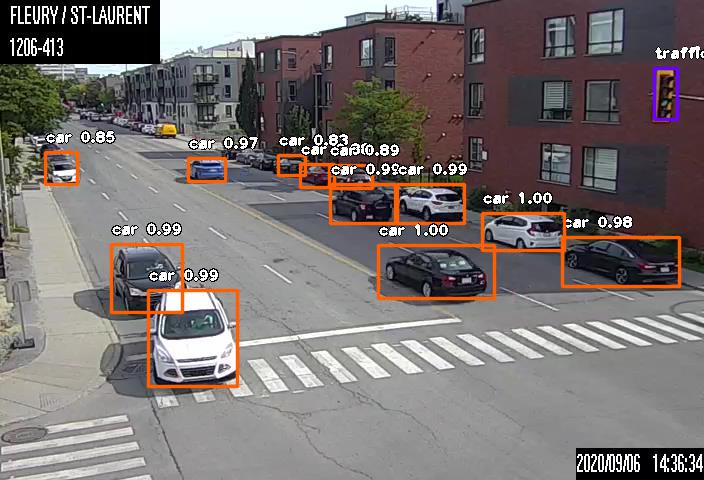 FLEURY / ST-LAURENT
1206-413
traffic
car 0.85
car 0.97
car 0.83
0.89
car 0.99
car 0.99
car 1.00
car 0.98
car 1.00
car 0.99
car 0.99
2020/09/06 14:36:34